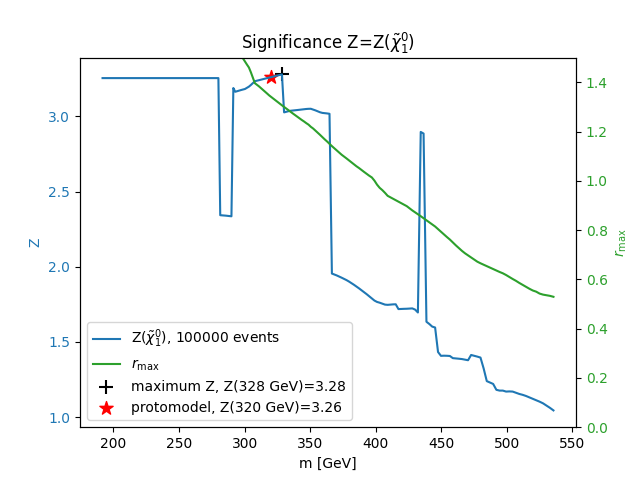 Significance Z=Z(χ̃₁⁰)
3.0
2.5
2.0
1.5
1.0
Z
1.4
1.2
1.0
0.8
0.6
0.4
0.2
0.0
r_max
Z(χ̃₁⁰), 100000 events
r_max
maximum Z, Z(328 GeV)=3.28
protomodel, Z(320 GeV)=3.26
200 250 300 350 400 450 500 550
m [GeV]